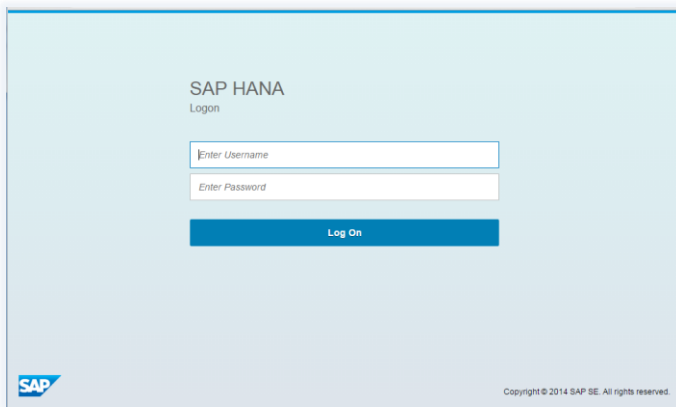 SAP HANA
Logon
Enter Username
Enter Password
Log On
SAP
Copyright © 2014 SAP SE. All rights reserved.